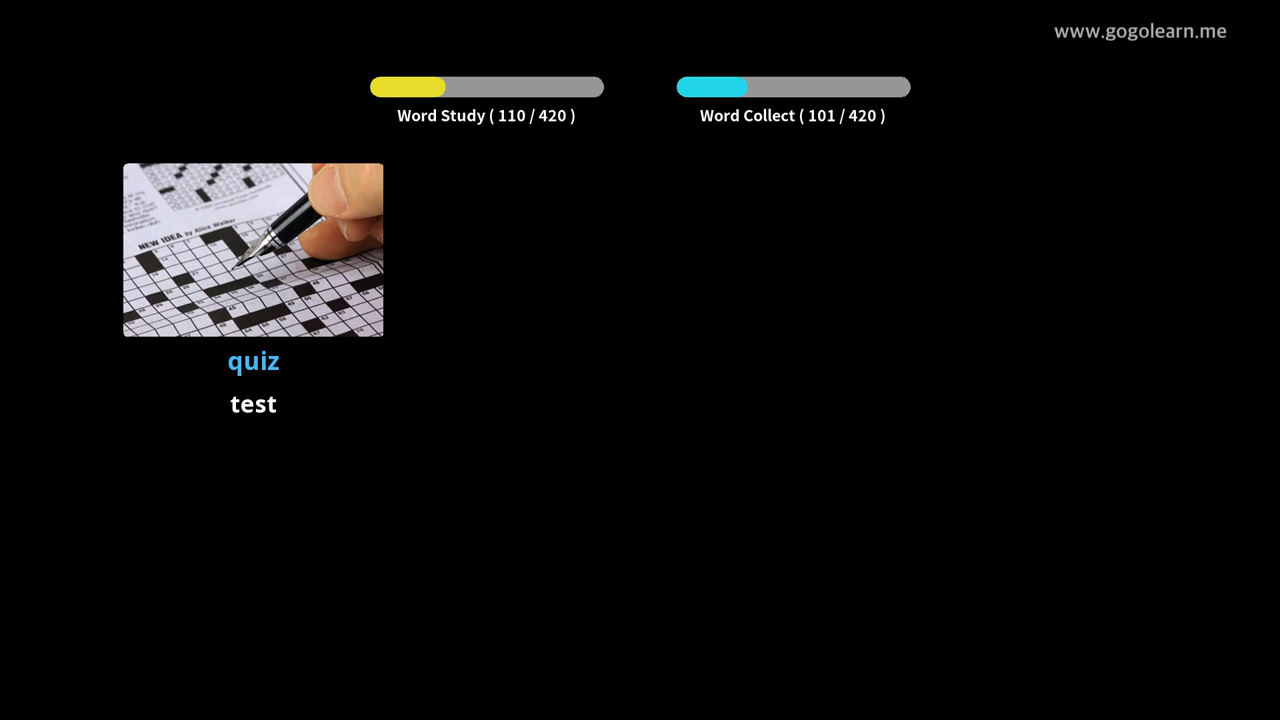 www.gogolearn.me
Word Study ( 110 / 420 )
Word Collect ( 101 / 420 )
NEW IDEA by Alice Walker
quiz
test